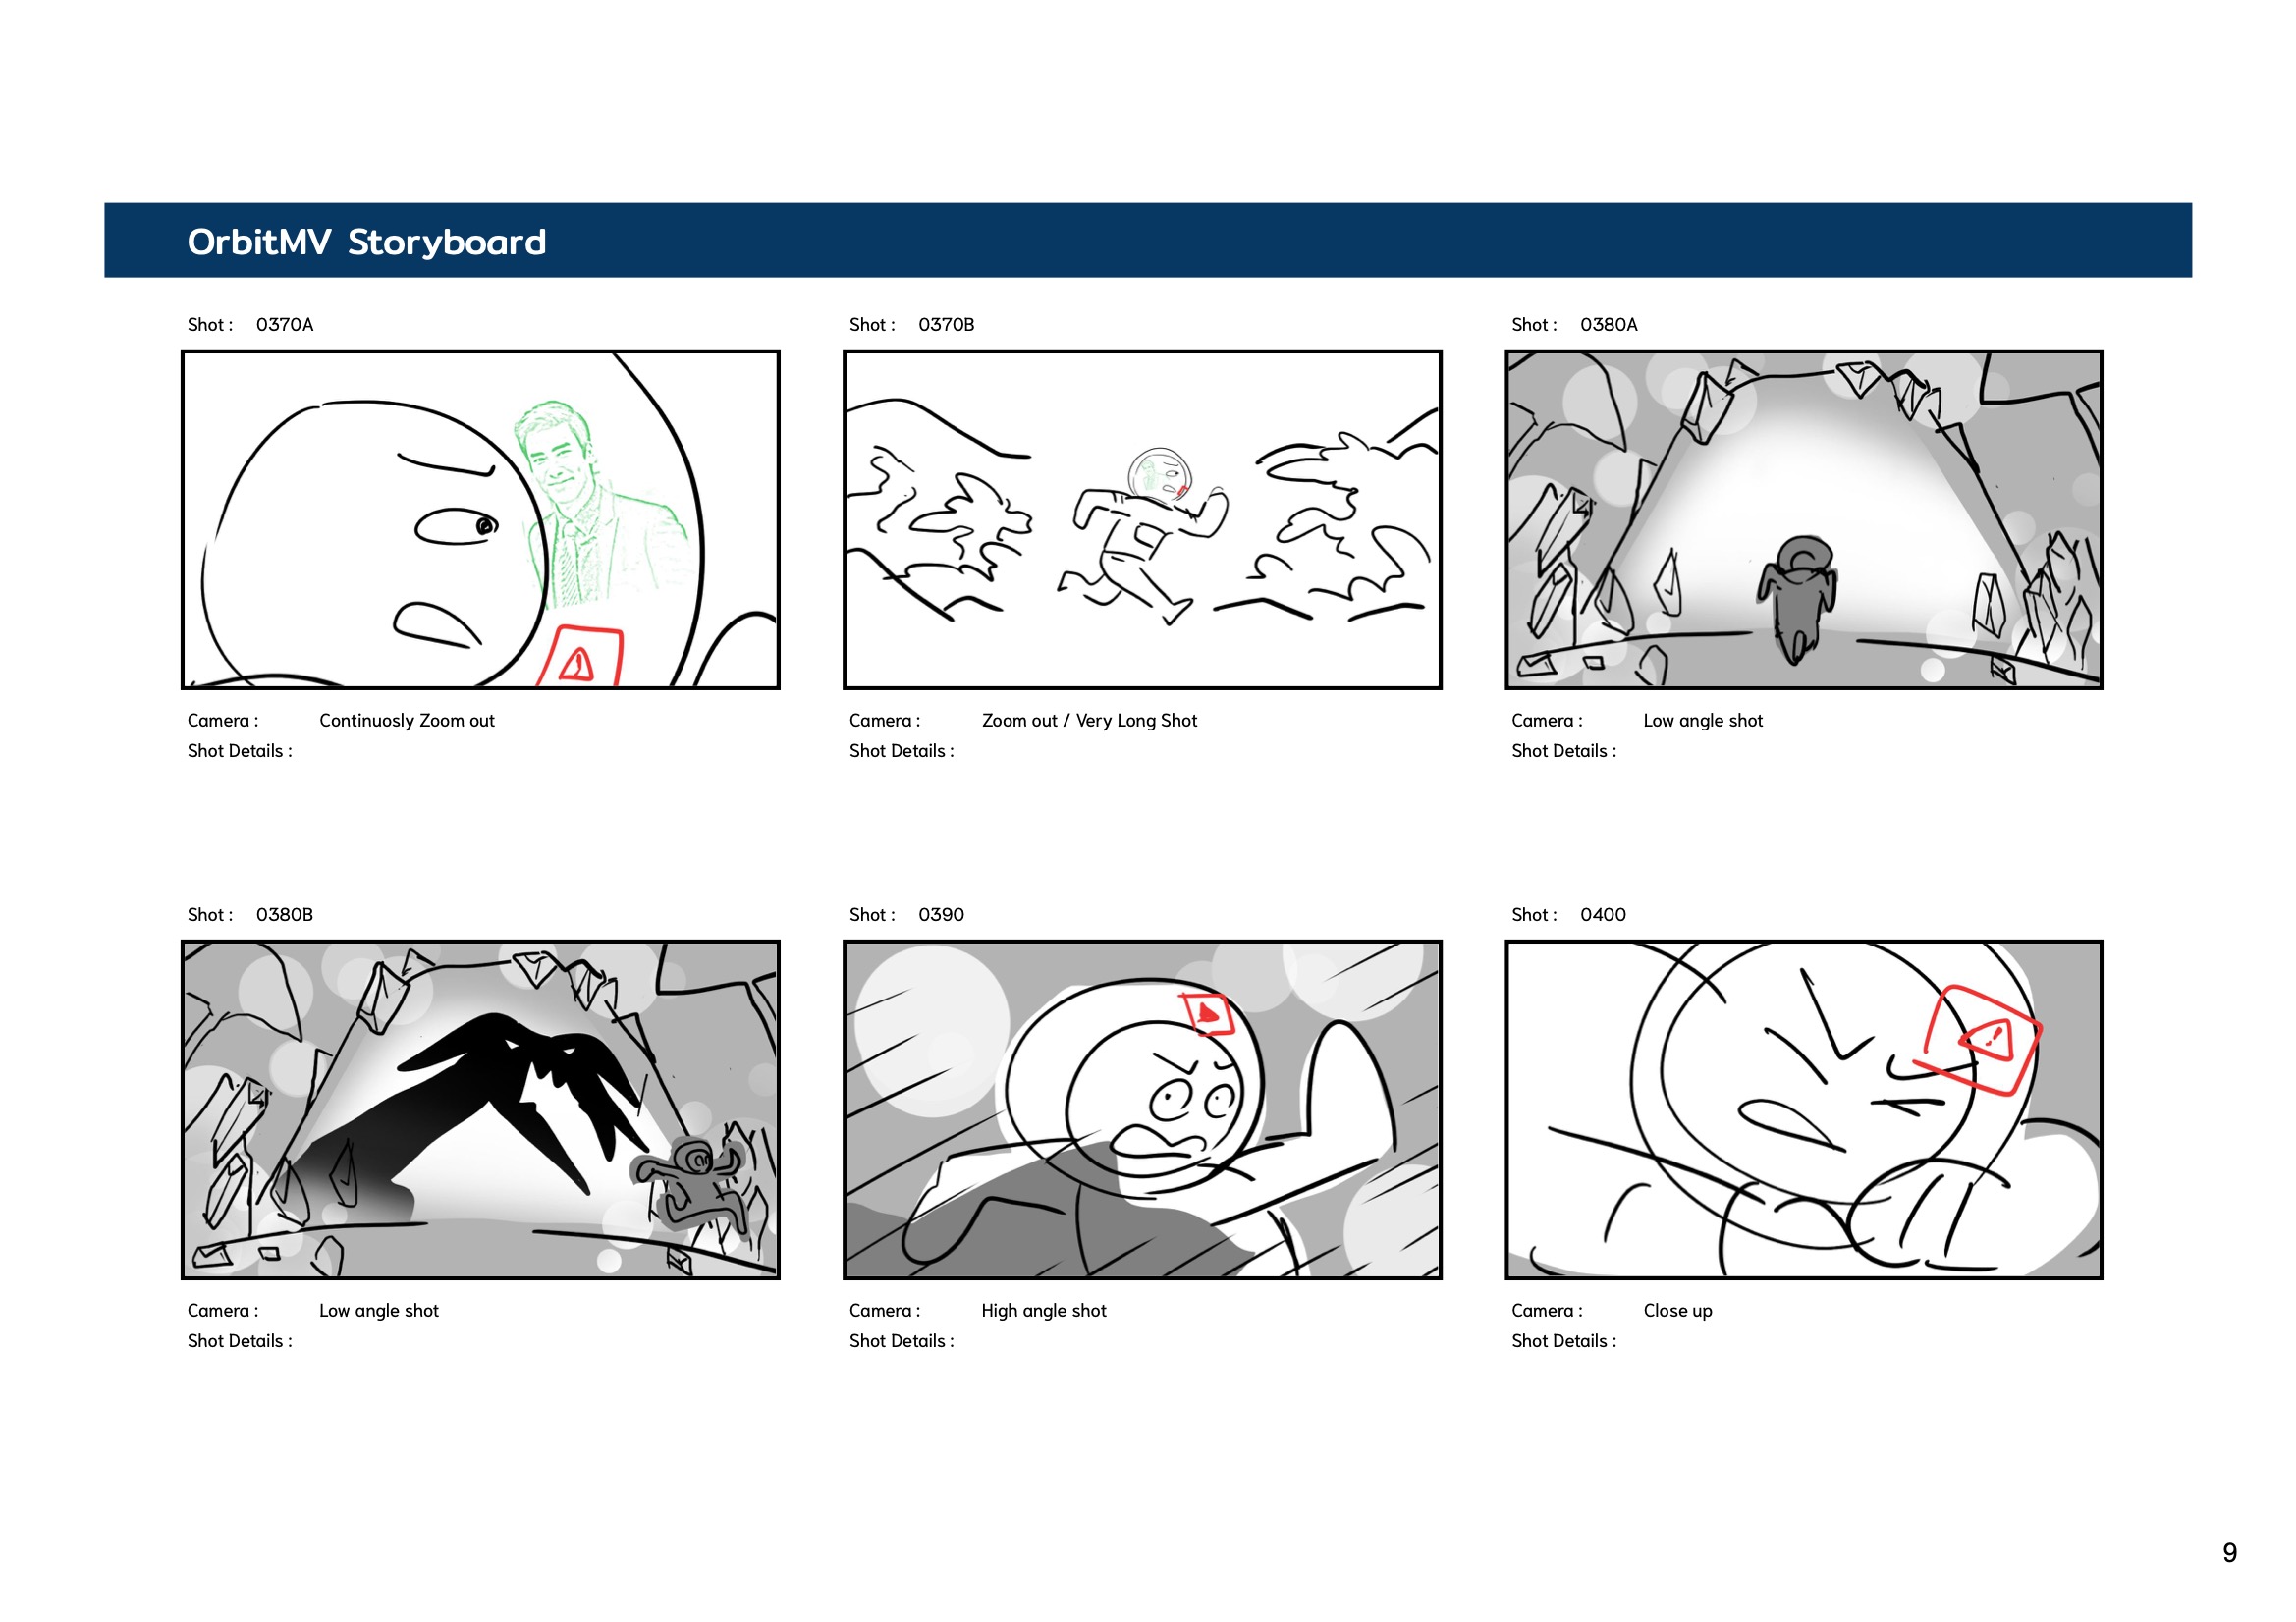 OrbitMV Storyboard
Shot : 0370A
Shot : 0370B
Shot : 0380A
Camera : Continuosly Zoom out
Shot Details :
Camera : Zoom out / Very Long Shot
Shot Details :
Camera : Low angle shot
Shot Details :
Shot : 0380B
Shot : 0390
Shot : 0400
Camera : Low angle shot
Shot Details :
Camera : High angle shot
Shot Details :
Camera : Close up
Shot Details :
9